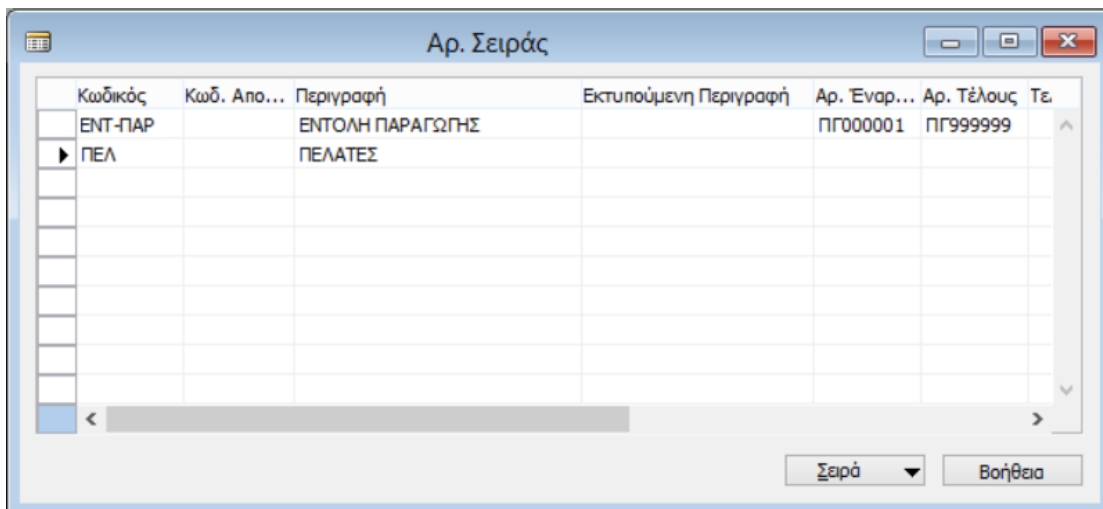 Αρ. Σειράς
Κωδικός Κωδ. Απο... Περιγραφή Εκτυπούμενη Περιγραφή Αρ. Έναρ... Αρ. Τέλους Τε
ΕΝΤ-ΠΑΡ ΕΝΤΟΛΗ ΠΑΡΑΓΩΓΗΣ ΠΓ000001 ΠΓ999999
ΠΕΛ ΠΕΛΑΤΕΣ
Σειρά Βοήθεια